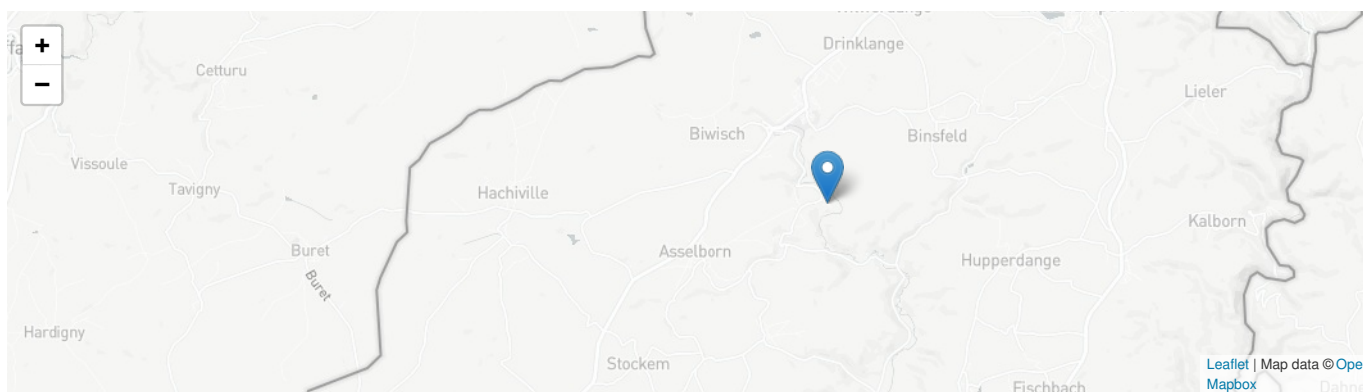 +
−
Drinklange
Cetturu
Lieler
Biwisch
Binsfeld
Vissoule
Tavigny
Hachiville
Kalborn
Buret
Asselborn
Hupperdange
Buret
Hardigny
Stockem
Leaflet | Map data © Ope
Mapbox
Fischbach